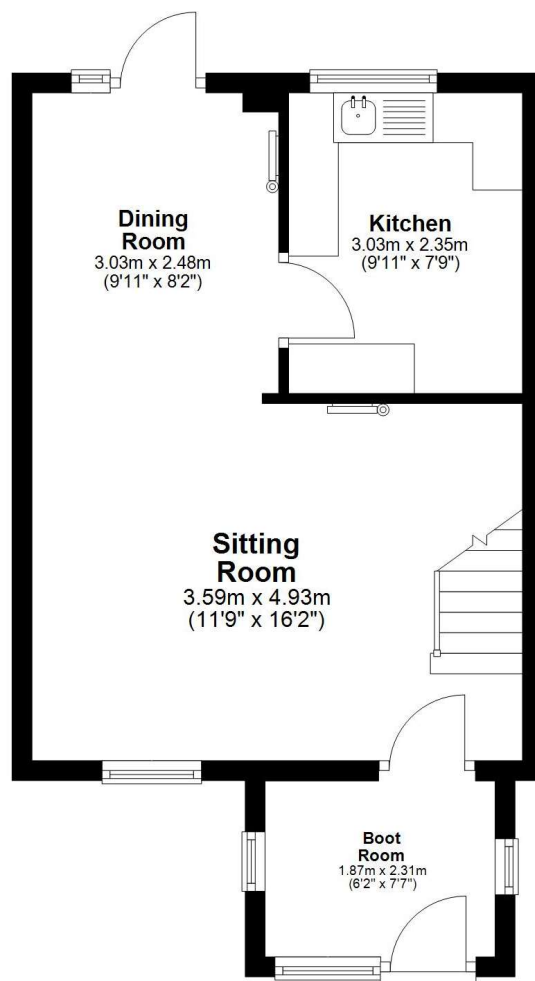 Dining
Room
3.03m x 2.48m
(9'11" x 8'2")
Kitchen
3.03m x 2.35m
(9'11" x 7'9")
Sitting
Room
3.59m x 4.93m
(11'9" x 16'2")
Boot
Room
1.87m x 2.31m
(6'2" x 7'7")